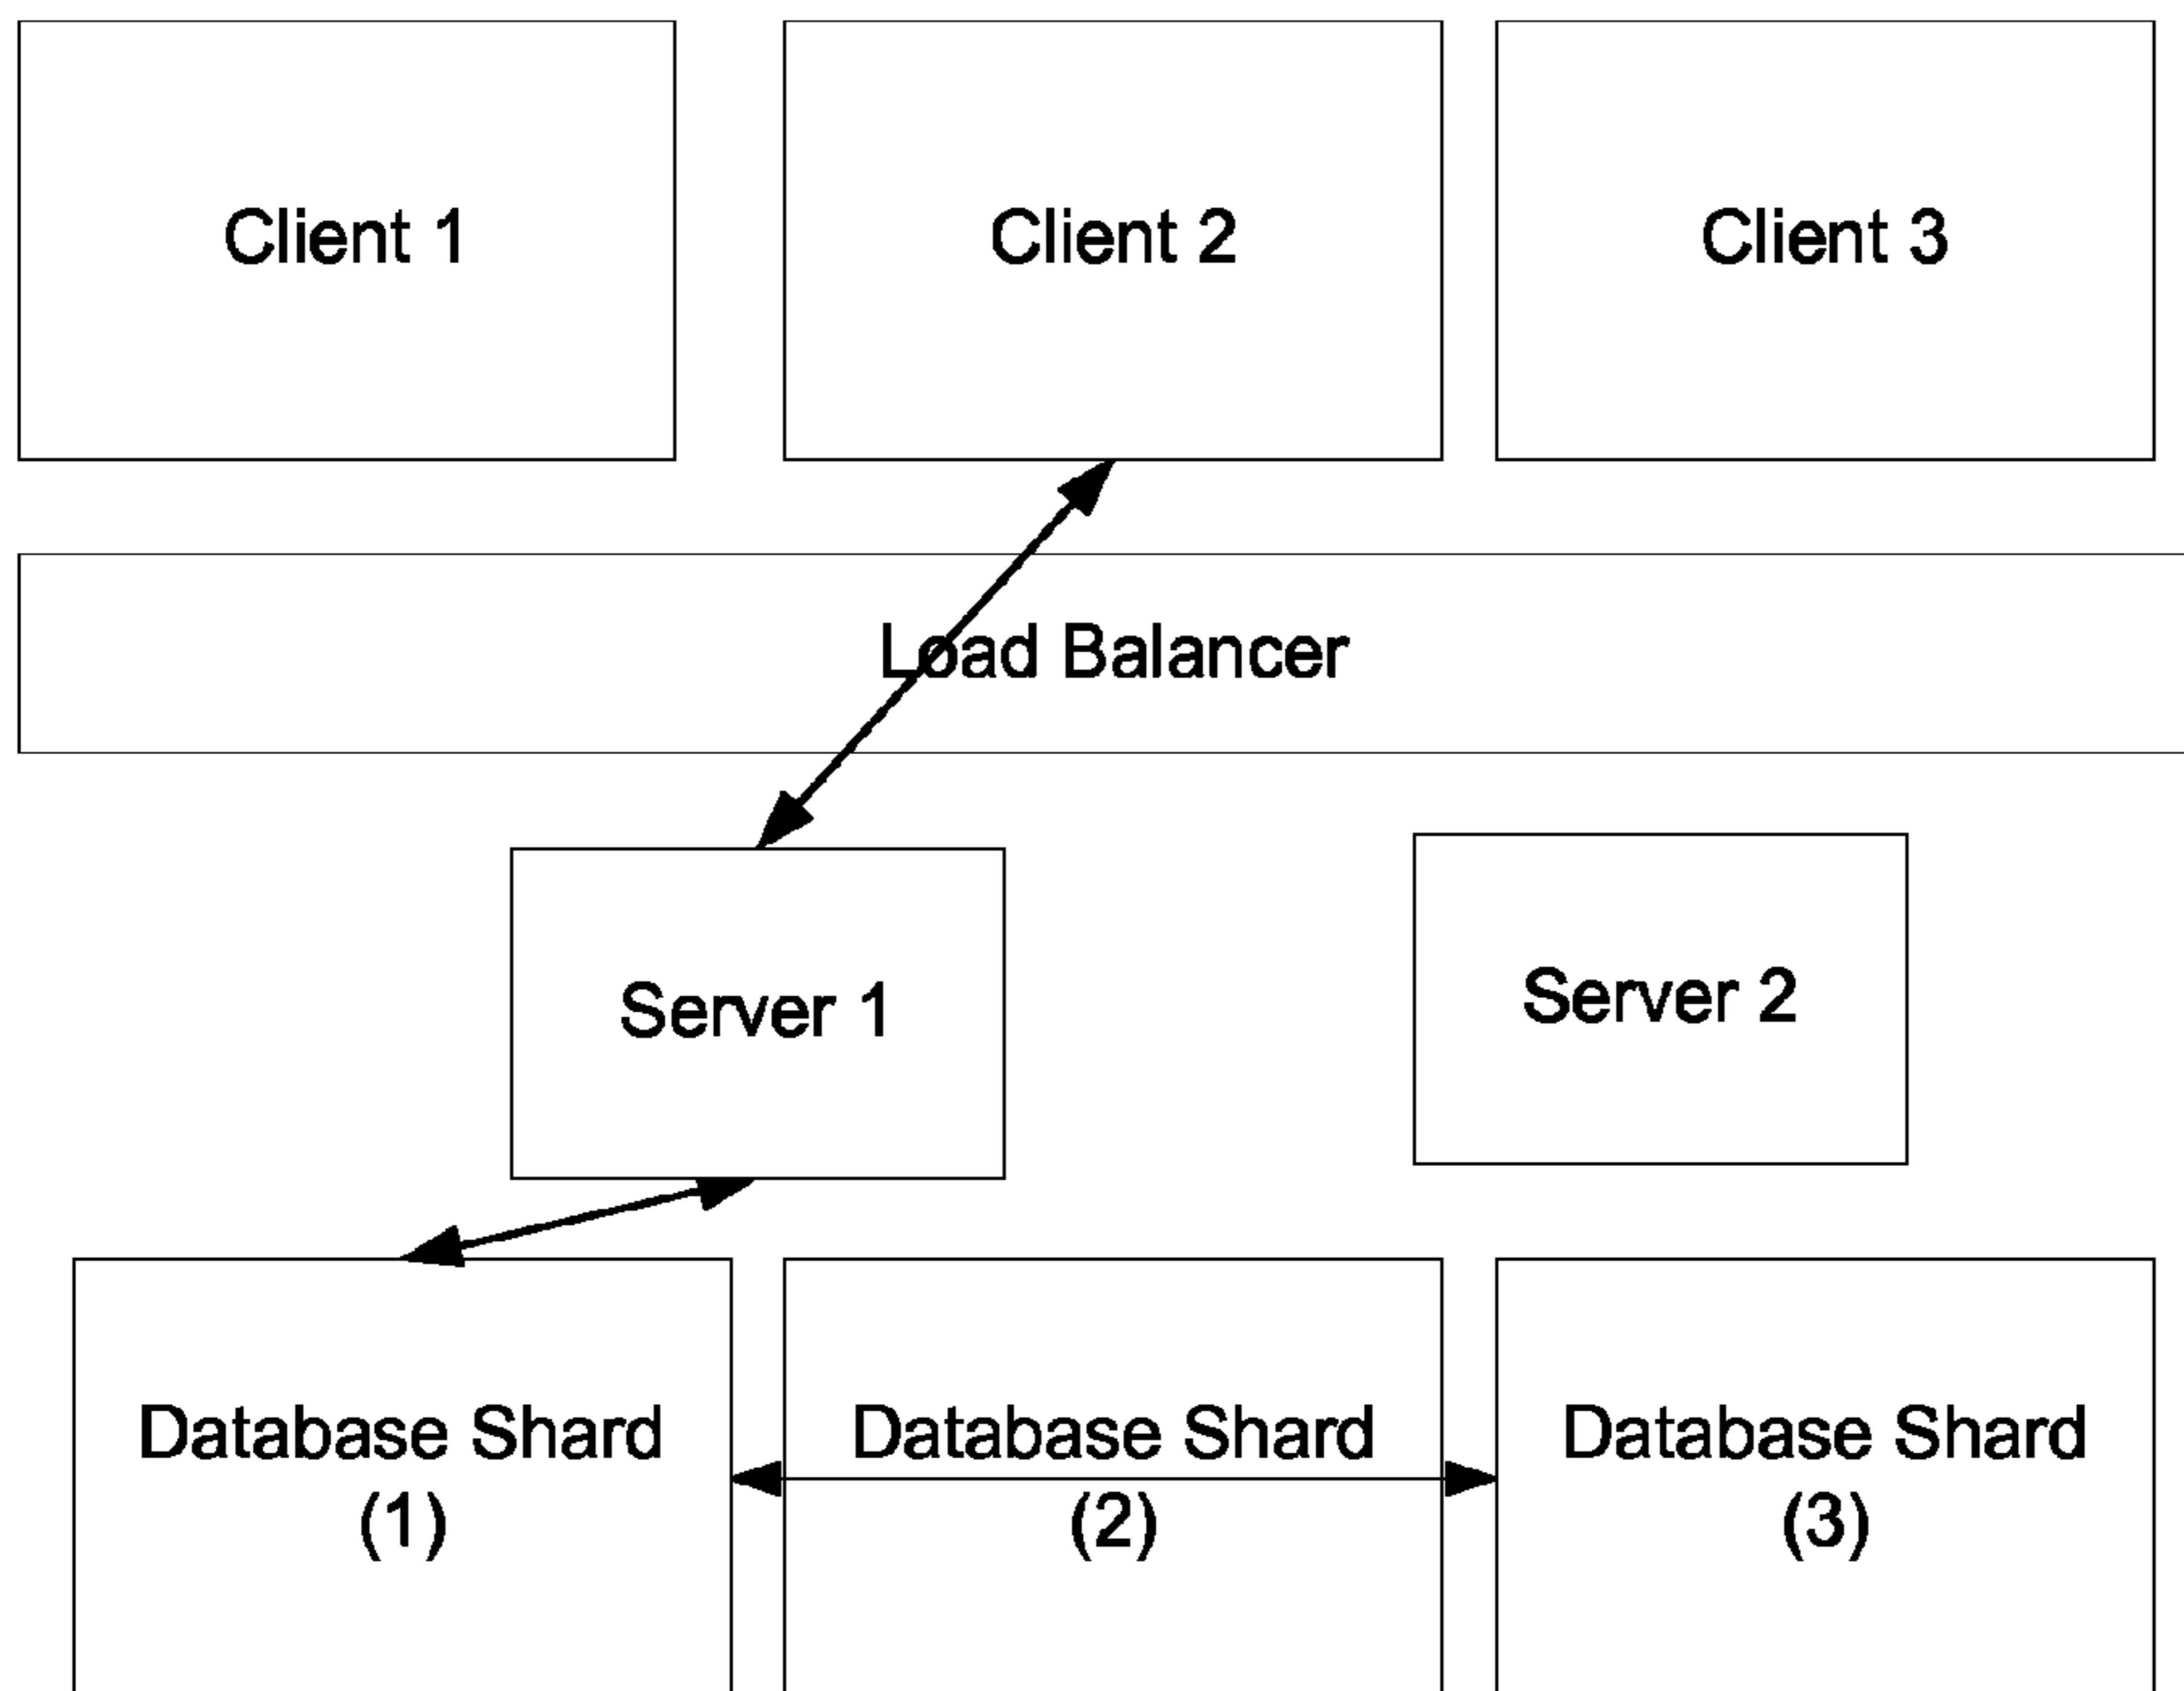 Client 1
Client 2
Client 3
Load Balancer
Server 1
Server 2
Database Shard
(1)
Database Shard
(2)
Database Shard
(3)